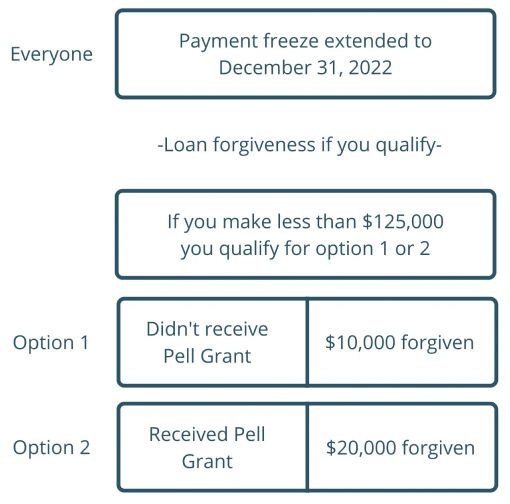 Everyone
Payment freeze extended to
December 31, 2022
-Loan forgiveness if you qualify-
If you make less than $125,000
you qualify for option 1 or 2
Option 1
Didn't receive
Pell Grant
$10,000 forgiven
Option 2
Received Pell
Grant
$20,000 forgiven